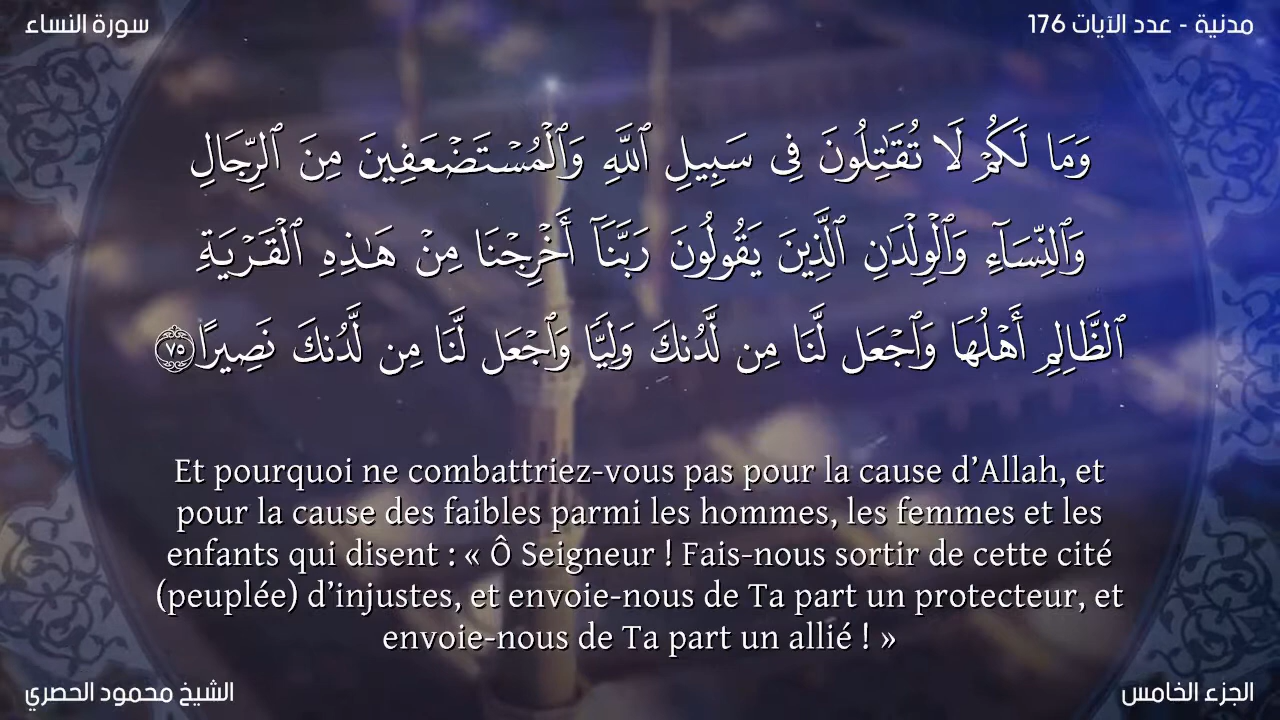 سورة النساء
مدنية - عدد الآيات 176
وَمَا لَكُمْ لَا تُقَـٰتِلُونَ فِى سَبِيلِ ٱللَّهِ وَٱلْمُسْتَضْعَفِينَ مِنَ ٱلرِّجَالِ
وَٱلنِّسَآءِ وَٱلْوِلْدَٰنِ ٱلَّذِينَ يَقُولُونَ رَبَّنَآ أَخْرِجْنَا مِنْ هَـٰذِهِ ٱلْقَرْيَةِ
ٱلظَّالِمِ أَهْلُهَا وَٱجْعَل لَّنَا مِن لَّدُنكَ وَلِيًّا وَٱجْعَل لَّنَا مِن لَّدُنكَ نَصِيرًا ٧٥
Et pourquoi ne combattriez-vous pas pour la cause d’Allah, et
pour la cause des faibles parmi les hommes, les femmes et les
enfants qui disent : « Ô Seigneur ! Fais-nous sortir de cette cité
(peuplée) d’injustes, et envoie-nous de Ta part un protecteur, et
envoie-nous de Ta part un allié ! »
الشيخ محمود الحصري
الجزء الخامس